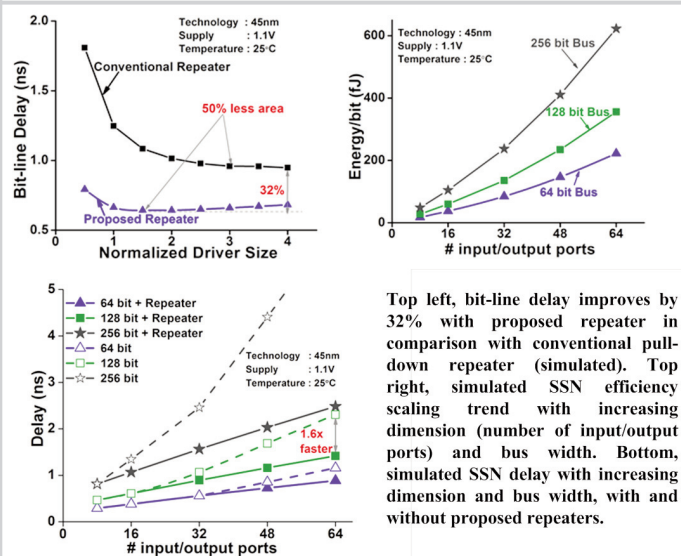 2.0
1.5
1.0
0.5
0
1
2
3
4
Bit-line Delay (ns)
Normalized Driver Size
Technology : 45nm
Supply : 1.1V
Temperature : 25°C
Conventional Repeater
50% less area
32%
Proposed Repeater
600
400
200
0
0
16
32
48
64
Energy/bit (fJ)
# input/output ports
Technology : 45nm
Supply : 1.1V
Temperature : 25°C
256 bit Bus
128 bit Bus
64 bit Bus
5
4
3
2
1
0
0
16
32
48
64
Delay (ns)
# input/output ports
64 bit + Repeater
128 bit + Repeater
256 bit + Repeater
64 bit
128 bit
256 bit
Technology : 45nm
Supply : 1.1V
Temperature : 25°C
1.6x
faster
Top left, bit-line delay improves by
32% with proposed repeater in
comparison with conventional pull-
down repeater (simulated). Top
right, simulated SSN efficiency
scaling trend with increasing
dimension (number of input/output
ports) and bus width. Bottom,
simulated SSN delay with increasing
dimension and bus width, with and
without proposed repeaters.